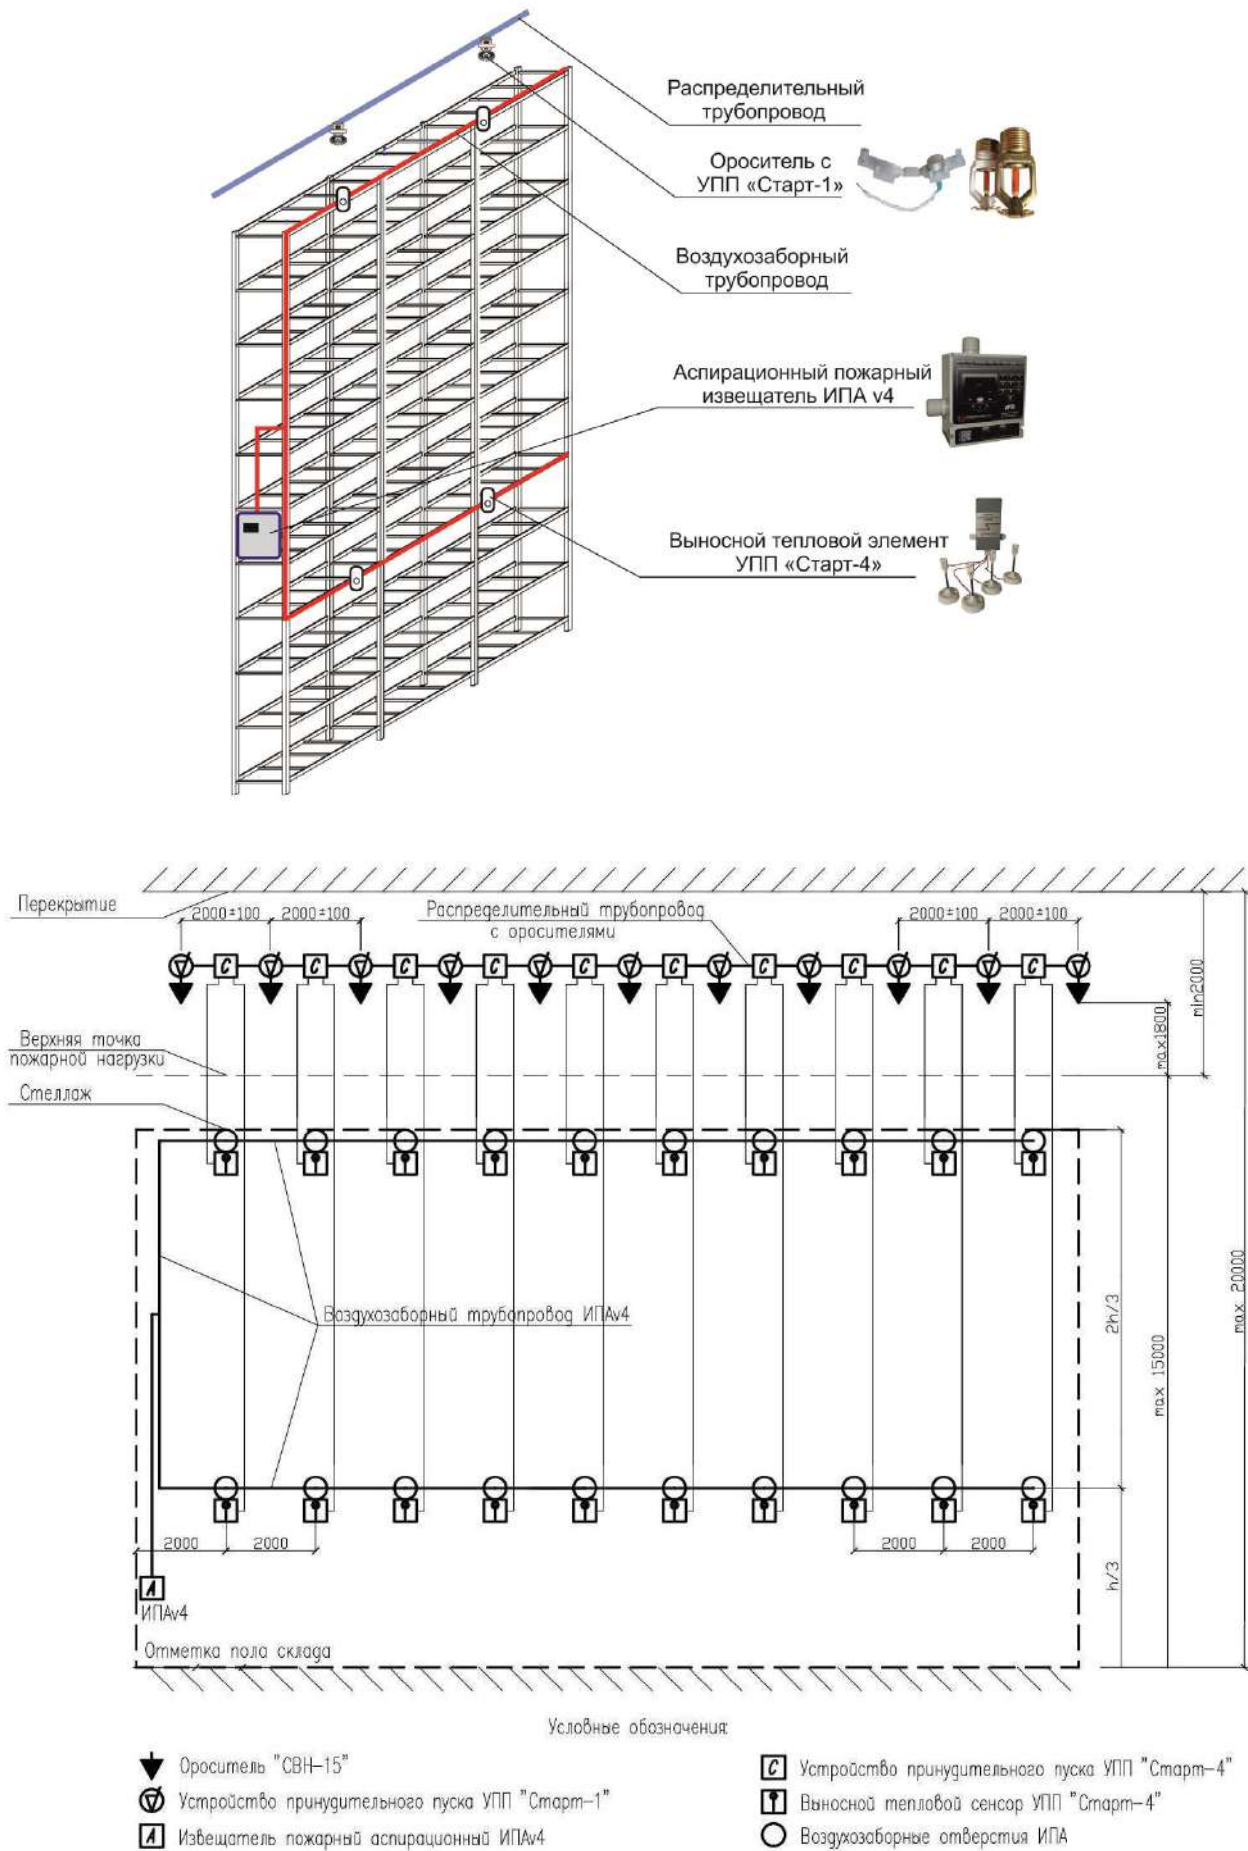 Распределительный
трубопровод
Ороситель с
УПП «Старт-1»
Воздухозаборный
трубопровод
Аспирационный пожарный
извещатель ИПА v4
Выносной тепловой элемент
УПП «Старт-4»
Перекрытие
2000±100
2000±100
Распределительный трубопровод
с оросителями
2000±100
2000±100
C
C
C
C
C
C
C
C
C
C
min2000
max1800
Верхняя точка
пожарной нагрузки
Стеллаж
Воздухозаборный трубопровод ИПАv4
2h/3
max 15000
max 20000
2000
2000
2000
2000
h/3
А
ИПАv4
Отметка пола склада
Условные обозначения:
Ороситель "СВН-15"
Устройство принудительного пуска УПП "Старт-1"
А Извещатель пожарный аспирационный ИПАv4
C Устройство принудительного пуска УПП "Старт-4"
Выносной тепловой сенсор УПП "Старт-4"
Воздухозаборные отверстия ИПА